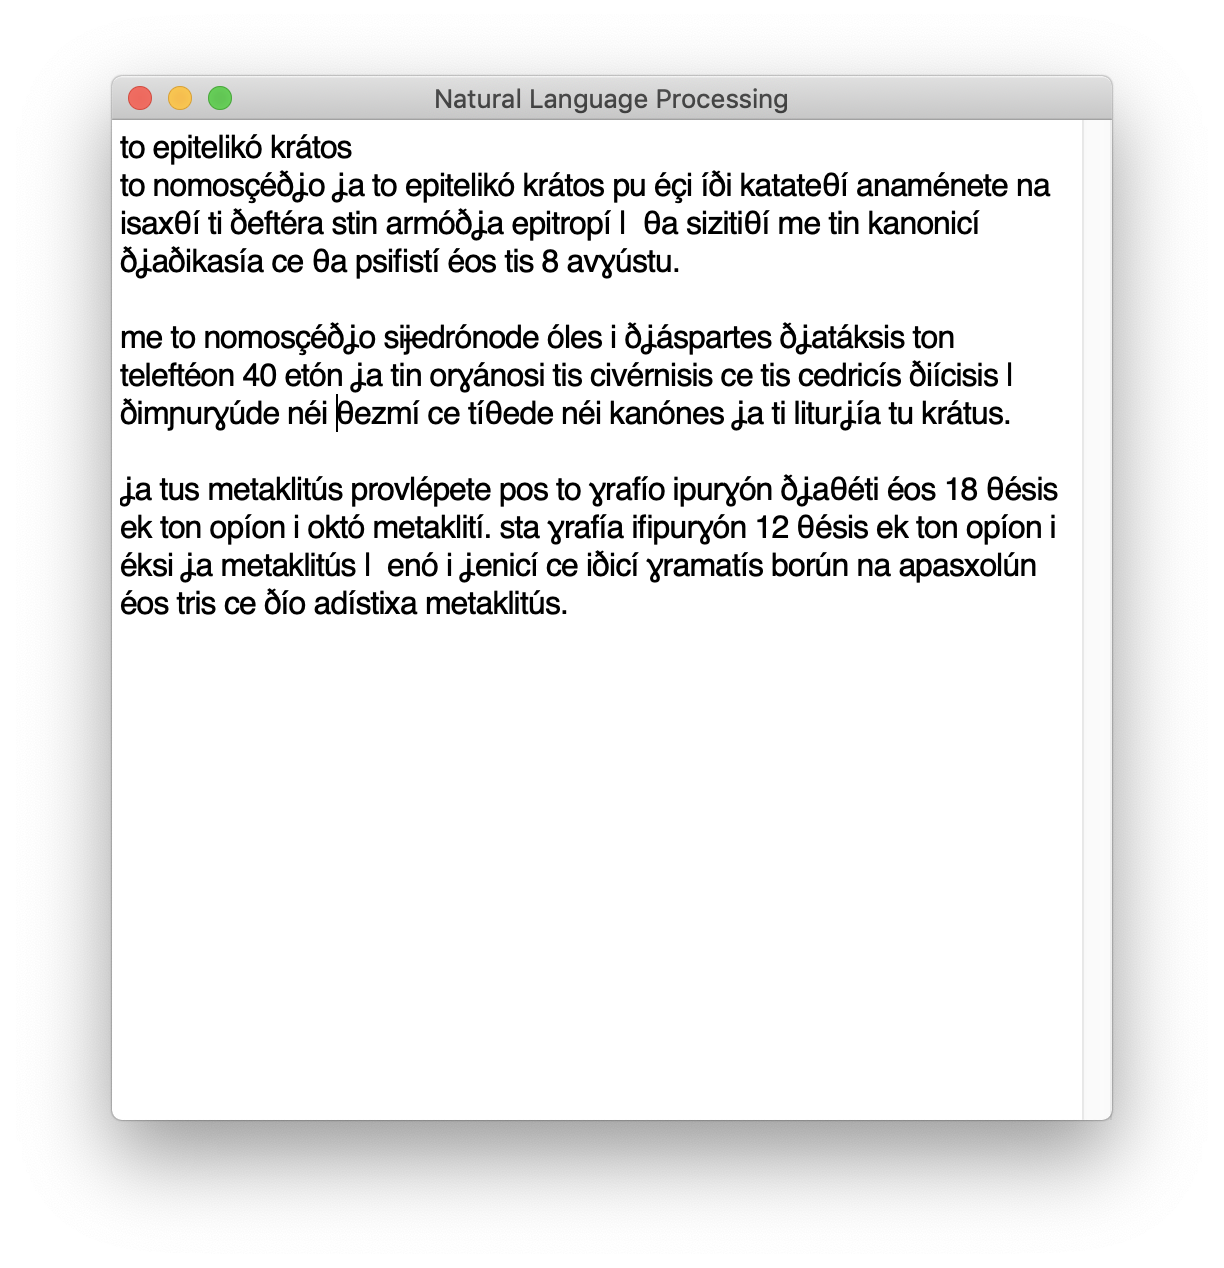 Natural Language Processing
to epitelikó krátos
to nomosçéðʝo ʝa to epitelikó krátos pu éçi íði katateθí anaménete na
isaxθí ti ðeftéra stin armóðʝa epitropí |  θa sizitiθí me tin kanonicí
ðʝaðikasía ce θa psifistí éos tis 8 avɣústu.
me to nomosçéðʝo siɟedrónode óles i ðʝáspartes ðʝatáksis ton
teleftéon 40 etón ʝa tin orɣánosi tis civérnisis ce tis cedricís ðiícisis |
ðimɲurɣúde néi θezmí ce tíθede néi kanónes ʝa ti liturʝía tu krátus.
ʝa tus metaklitús provlépete pos to ɣrafío ipurɣón ðʝaθéti éos 18 θésis
ek ton opíon i októ metaklití. sta ɣrafía ifipurɣón 12 θésis ek ton opíon i
éksi ʝa metaklitús |  enó i ʝenicí ce iðicí ɣramatís borún na apasxolún
éos tris ce ðío adístixa metaklitús.